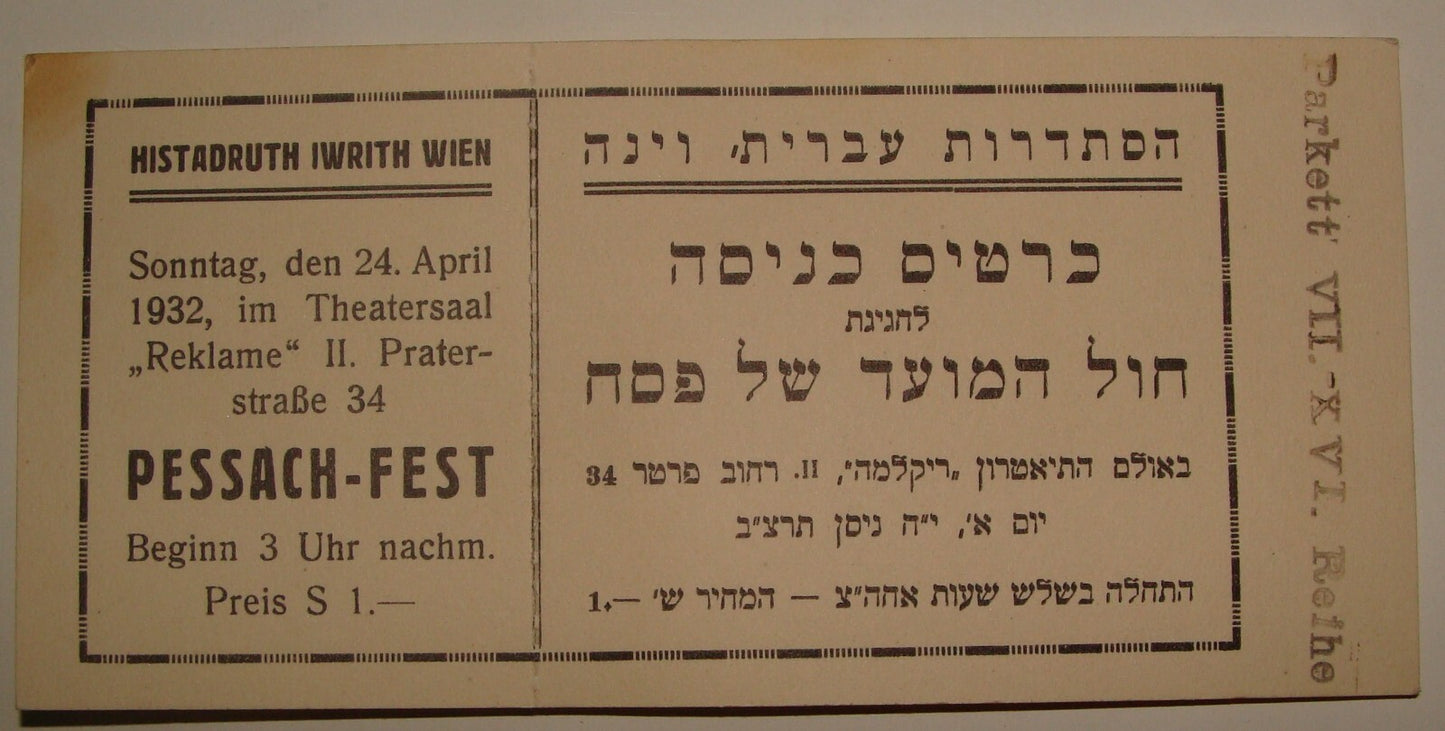 HISTADRUTH IWRITH WIEN
Sonntag, den 24. April
1932, im Theatersaal
„Reklame“ II. Prater-
straße 34
PESSACH-FEST
Beginn 3 Uhr nachm.
Preis S 1.—
הסתדרות עברית, וינה
כרטיס כניסה
לחגיגת
חול המועד של פסח
באולם התיאטרון „ריקלמה”, II. רחוב פרטר 34
יום א', י״ה ניסן תרצ״ב
התחלה בשלש שעות אחה״צ — המחיר ש' —.1
Parkett VII.-XVI. Reihe